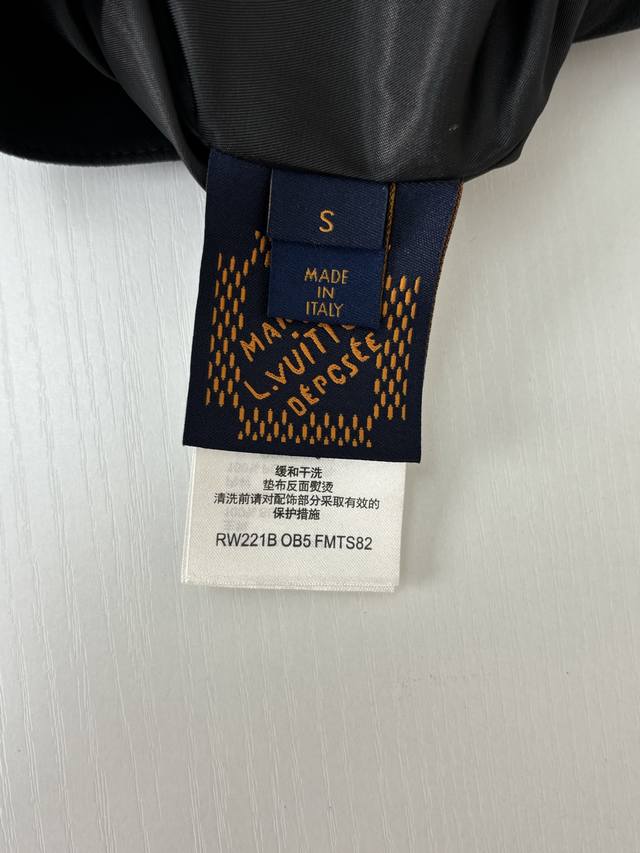 S
MADE
IN
ITALY
L.VUITTO
DÉPOSÉE
缓和干洗
垫布反面熨烫
清洗前请对配饰部分采取有效的
保护措施
RW221B OB5 FMTS82